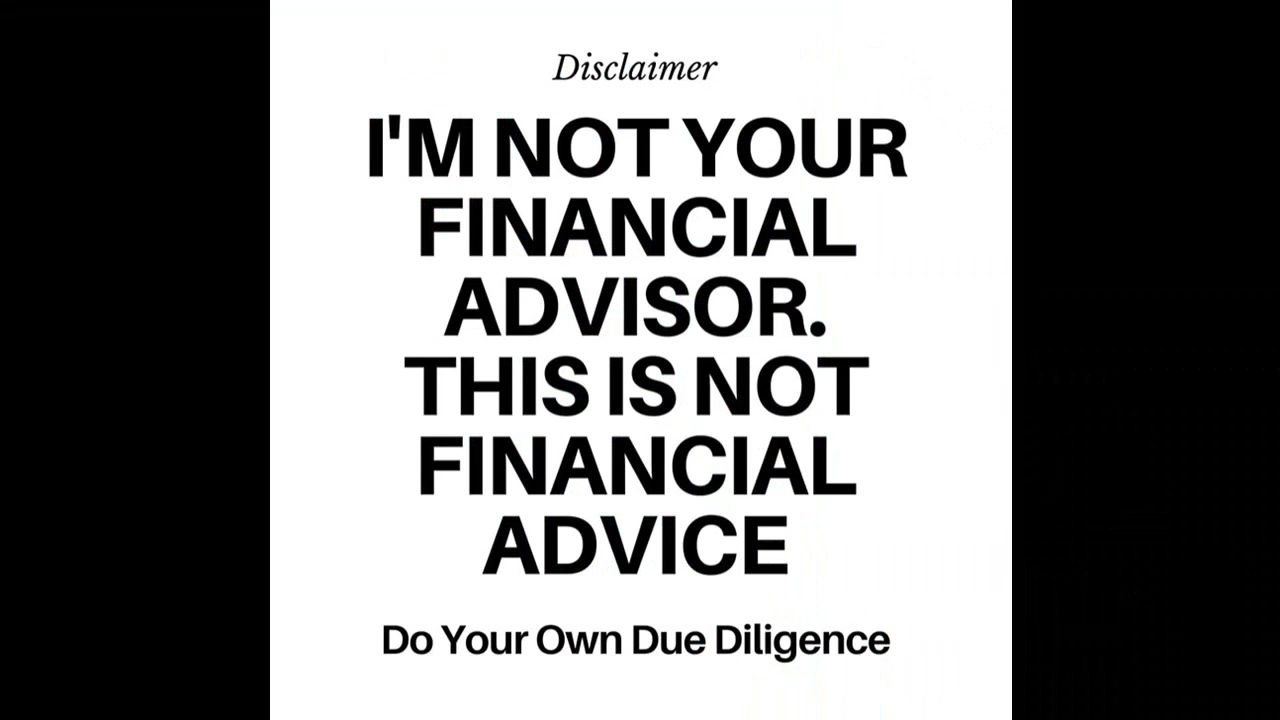 Disclaimer
I'M NOT YOUR
FINANCIAL
ADVISOR.
THIS IS NOT
FINANCIAL
ADVICE
Do Your Own Due Diligence